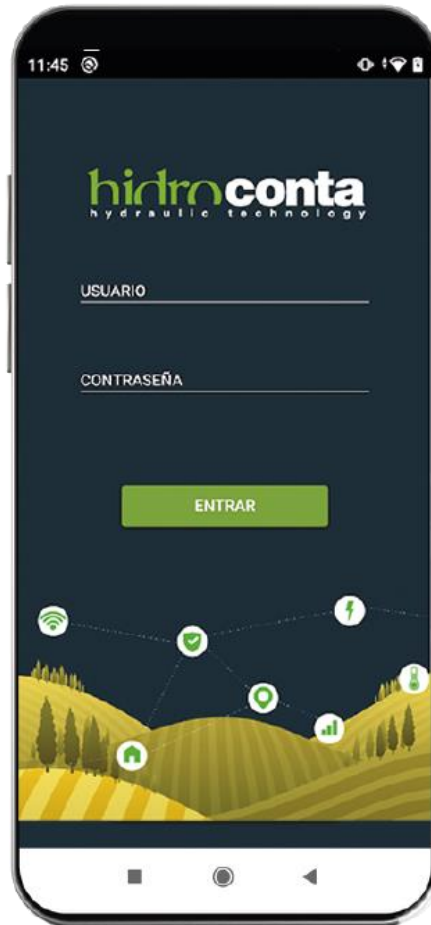 11:45
hidroconta
hydraulic technology
USUARIO
CONTRASEÑA
ENTRAR